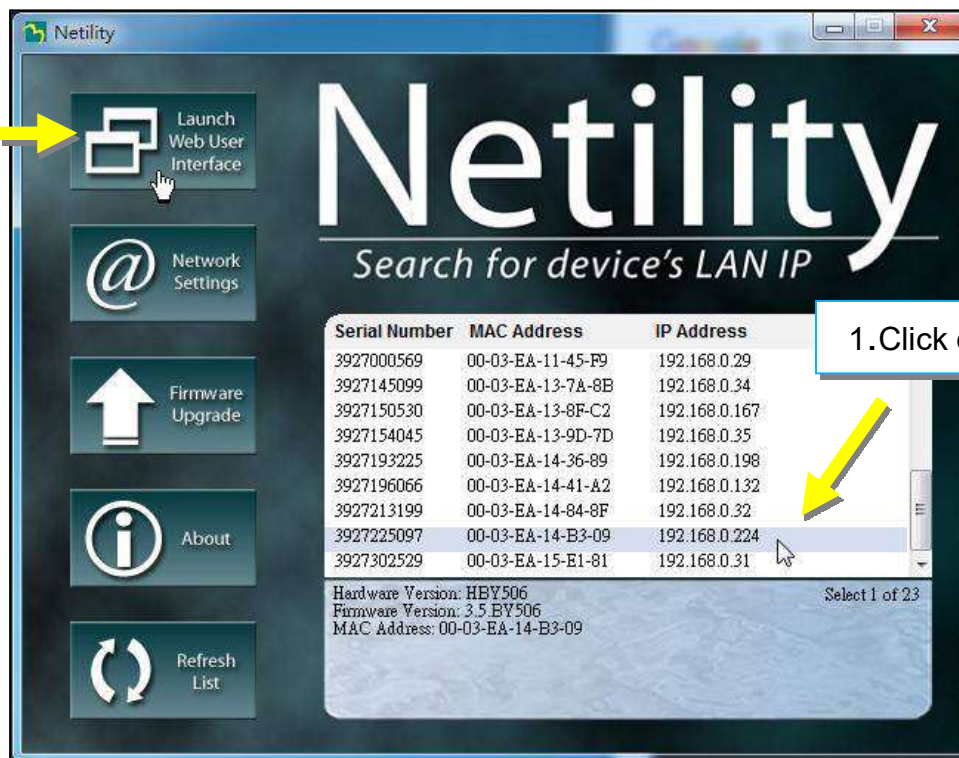 Netility
Launch
Web User
Interface
Network
Settings
Firmware
Upgrade
About
Refresh
List
Netility
Search for device's LAN IP
1.Click
Serial Number MAC Address IP Address
3927000569 00-03-EA-11-45-F9 192.168.0.29
3927145099 00-03-EA-13-7A-8B 192.168.0.34
3927150530 00-03-EA-13-8F-C2 192.168.0.167
3927154045 00-03-EA-13-9D-7D 192.168.0.35
3927193225 00-03-EA-14-36-89 192.168.0.198
3927196066 00-03-EA-14-41-A2 192.168.0.132
3927213199 00-03-EA-14-84-8F 192.168.0.32
3927225097 00-03-EA-14-B3-09 192.168.0.224
3927302529 00-03-EA-15-E1-81 192.168.0.31
Hardware Version: HBY506
Select 1 of 23
Firmware Version: 3.5.BY506
MAC Address: 00-03-EA-14-B3-09